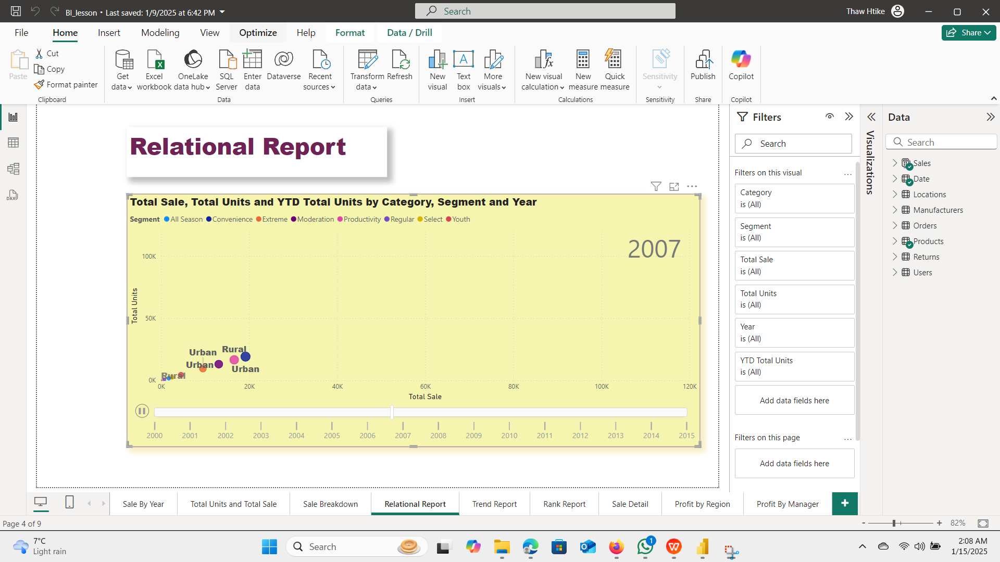 BI_lesson • Last saved: 1/9/2025 at 6:42 PM
Search
Thaw Htike
File Home Insert Modeling View Optimize Help Format Data / Drill
Share
Paste
Cut
Copy
Format painter
Clipboard
Get data
Excel workbook
OneLake data hub
SQL Server
Enter data
Dataverse
Recent sources
Data
Transform data
Refresh
Queries
New visual
Text box
More visuals
Insert
New visual calculation
New measure
Quick measure
Calculations
Sensitivity
Sensitivity
Publish
Share
Copilot
Copilot
DAX
Relational Report
Total Sale, Total Units and YTD Total Units by Category, Segment and Year
Segment All Season Convenience Extreme Moderation Productivity Regular Select Youth
2007
100K
50K
0K
Total Units
Urban
Rural
Urban
Urban
Rural
0K 20K 40K 60K 80K 100K 120K
Total Sale
2000 2001 2002 2003 2004 2005 2006 2007 2008 2009 2010 2011 2012 2013 2014 2015
Filters
Search
Filters on this visual
Category
is (All)
Segment
is (All)
Total Sale
is (All)
Total Units
is (All)
Year
is (All)
YTD Total Units
is (All)
Add data fields here
Filters on this page
Add data fields here
Visualizations
Data
Search
Sales
Date
Locations
Manufacturers
Orders
Products
Returns
Users
Sale By Year
Total Units and Total Sale
Sale Breakdown
Relational Report
Trend Report
Rank Report
Sale Detail
Profit by Region
Profit By Manager
Page 4 of 9
82%
7°C
Light rain
Search
1
2:08 AM
1/15/2025